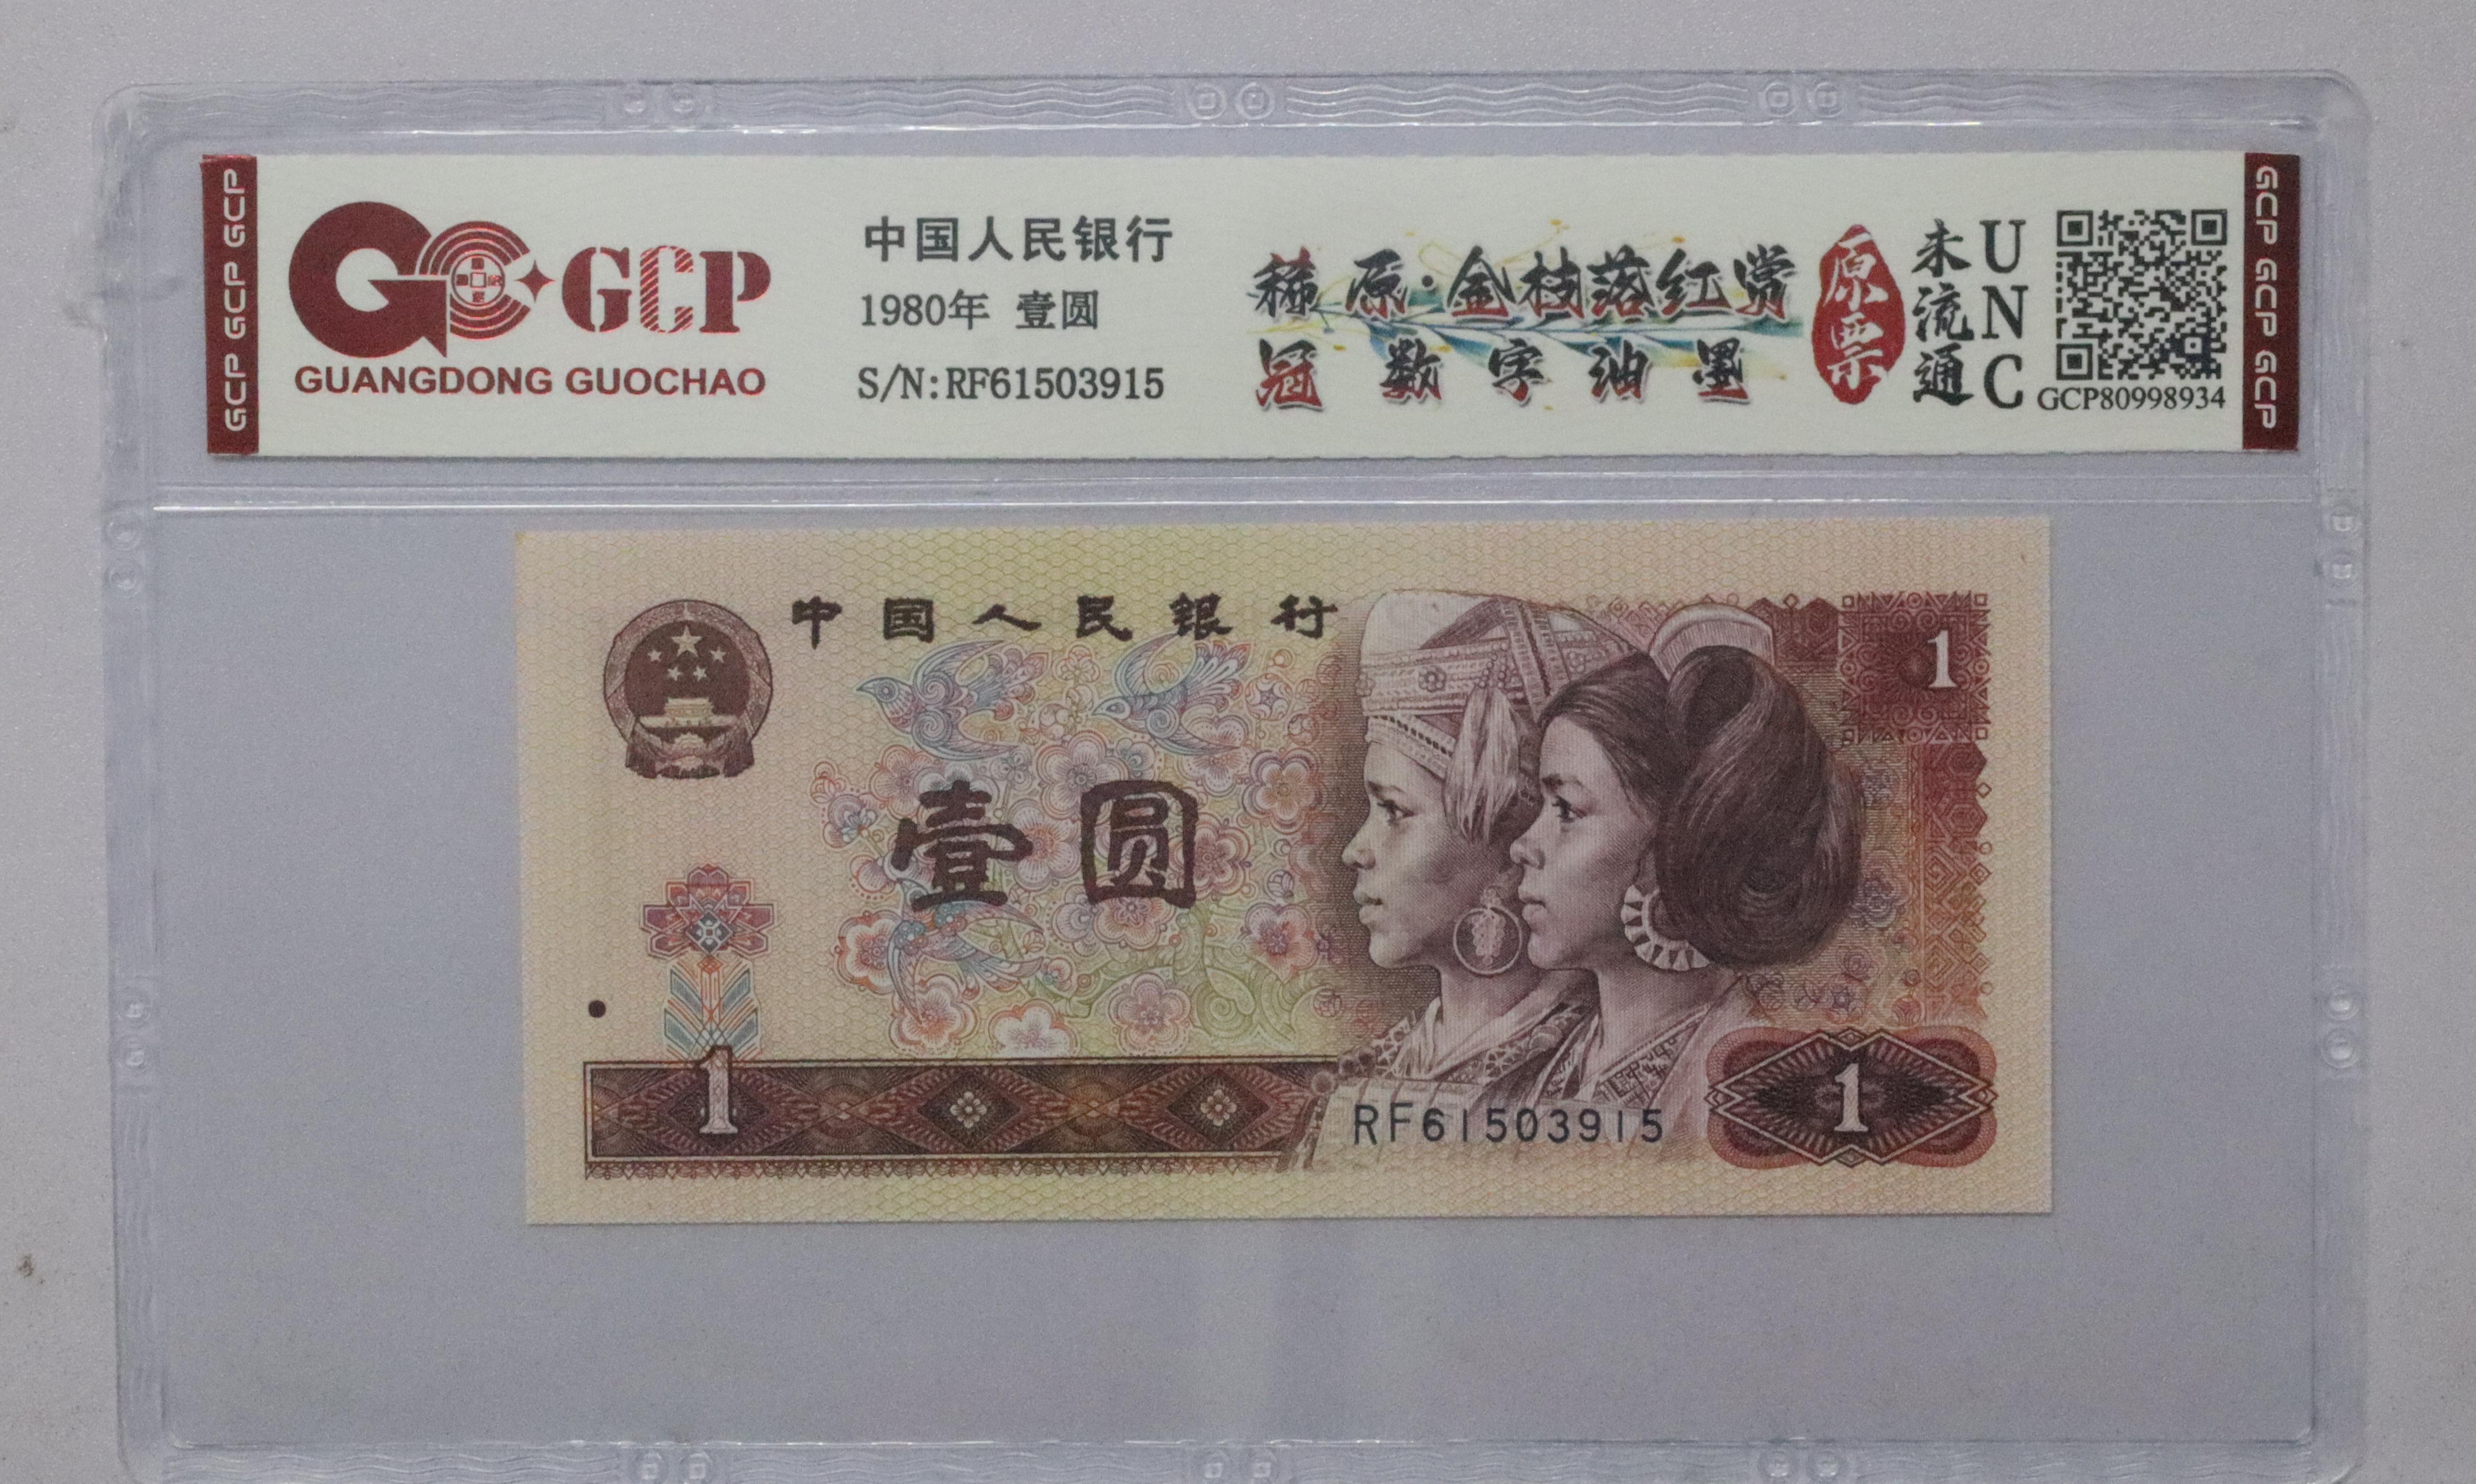 GCP GCP GCP
GCP
GUANGDONG GUOCHAO
中国人民银行
1980年 壹圆
S/N:RF61503915
稀原·金枝落红赏
冠数字油墨
原票
未流通
UNC
GCP80998934
GCP GCP GCP
中国人民银行
1
壹圆
1
RF61503915
1